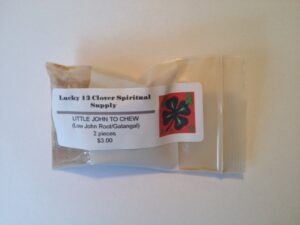 Lucky 13 Clover Spiritual
Supply
LITTLE JOHN TO CHEW
(Low John Root/Galangal)
2 pieces
$3.00